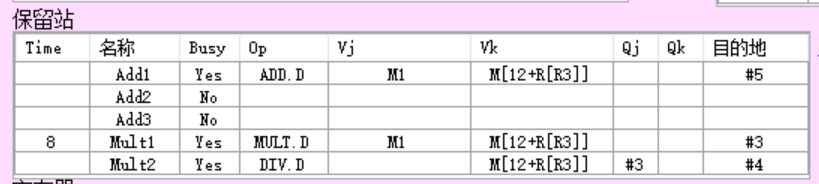 保留站
Time 名称 Busy Op Vj Vk Qj Qk 目的地
Add1 Yes ADD.D M1 M[12+R[R3]] #5
Add2 No
Add3 No
8 Mult1 Yes MULT.D M1 M[12+R[R3]] #3
Mult2 Yes DIV.D M[12+R[R3]] #3 #4